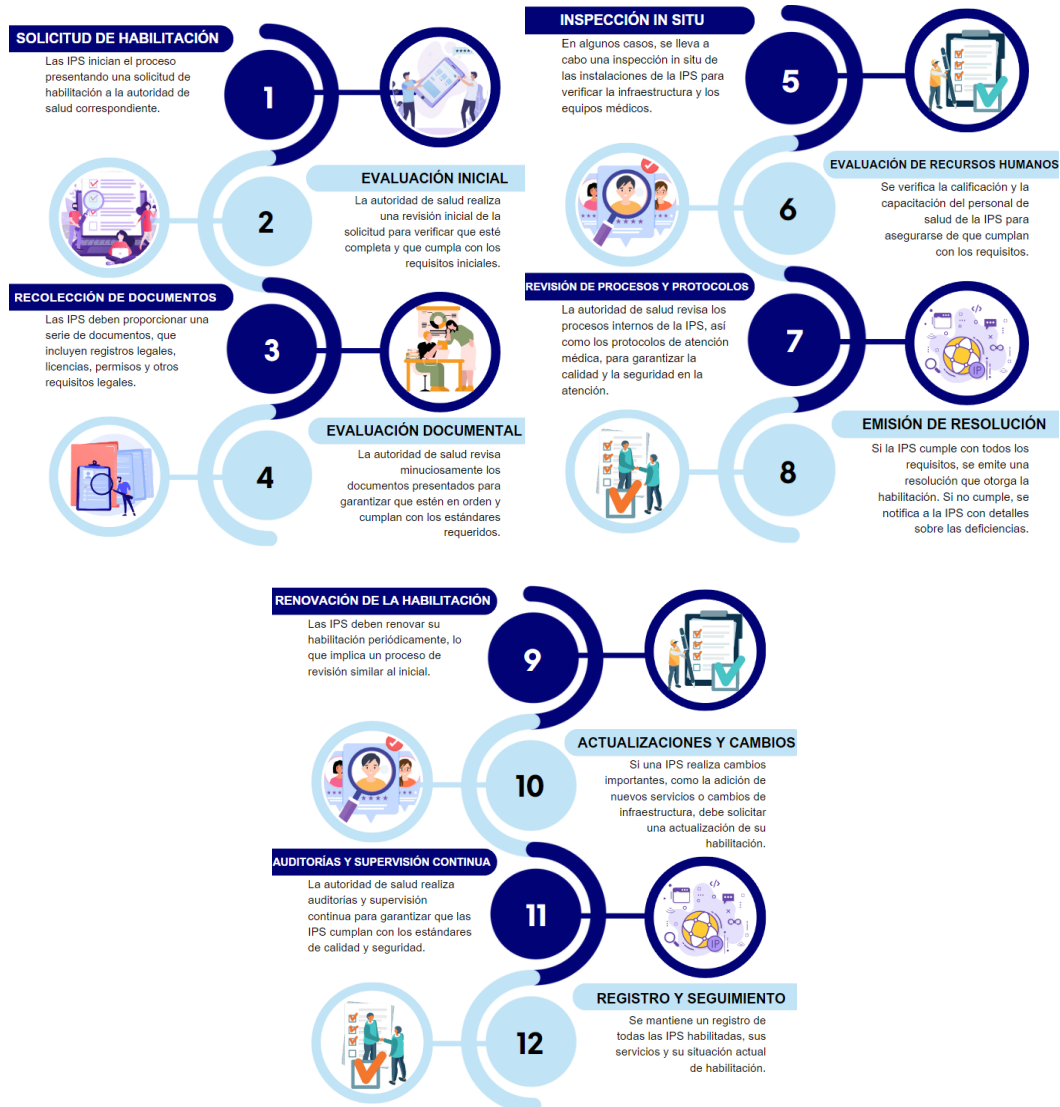 SOLICITUD DE HABILITACIÓN
Las IPS inician el proceso
presentando una solicitud de
habilitación a la autoridad de
salud correspondiente.
1
EVALUACIÓN INICIAL
La autoridad de salud realiza
una revisión inicial de la
solicitud para verificar que esté
completa y que cumpla con los
requisitos iniciales.
2
RECOLECCIÓN DE DOCUMENTOS
Las IPS deben proporcionar una
serie de documentos, que
incluyen registros legales,
licencias, permisos y otros
requisitos legales.
3
EVALUACIÓN DOCUMENTAL
La autoridad de salud revisa
minuciosamente los
documentos presentados para
garantizar que estén en orden y
cumplan con los estándares
requeridos.
4
INSPECCIÓN IN SITU
En algunos casos, se lleva a
cabo una inspección in situ de
las instalaciones de la IPS para
verificar la infraestructura y los
equipos médicos.
5
EVALUACIÓN DE RECURSOS HUMANOS
Se verifica la calificación y la
capacitación del personal de
salud de la IPS para
asegurarse de que cumplan
con los requisitos.
6
REVISIÓN DE PROCESOS Y PROTOCOLOS
La autoridad de salud revisa los
procesos internos de la IPS, así
como los protocolos de atención
médica, para garantizar la
calidad y la seguridad en la
atención.
7
IP
EMISIÓN DE RESOLUCIÓN
Si la IPS cumple con todos los
requisitos, se emite una
resolución que otorga la
habilitación. Si no cumple, se
notifica a la IPS con detalles
sobre las deficiencias.
8
RENOVACIÓN DE LA HABILITACIÓN
Las IPS deben renovar su
habilitación periódicamente, lo
que implica un proceso de
revisión similar al inicial.
9
ACTUALIZACIONES Y CAMBIOS
Si una IPS realiza cambios
importantes, como la adición de
nuevos servicios o cambios de
infraestructura, debe solicitar
una actualización de su
habilitación.
10
AUDITORÍAS Y SUPERVISIÓN CONTINUA
La autoridad de salud realiza
auditorías y supervisión
continua para garantizar que las
IPS cumplan con los estándares
de calidad y seguridad.
11
IP
REGISTRO Y SEGUIMIENTO
Se mantiene un registro de
todas las IPS habilitadas, sus
servicios y su situación actual
de habilitación.
12